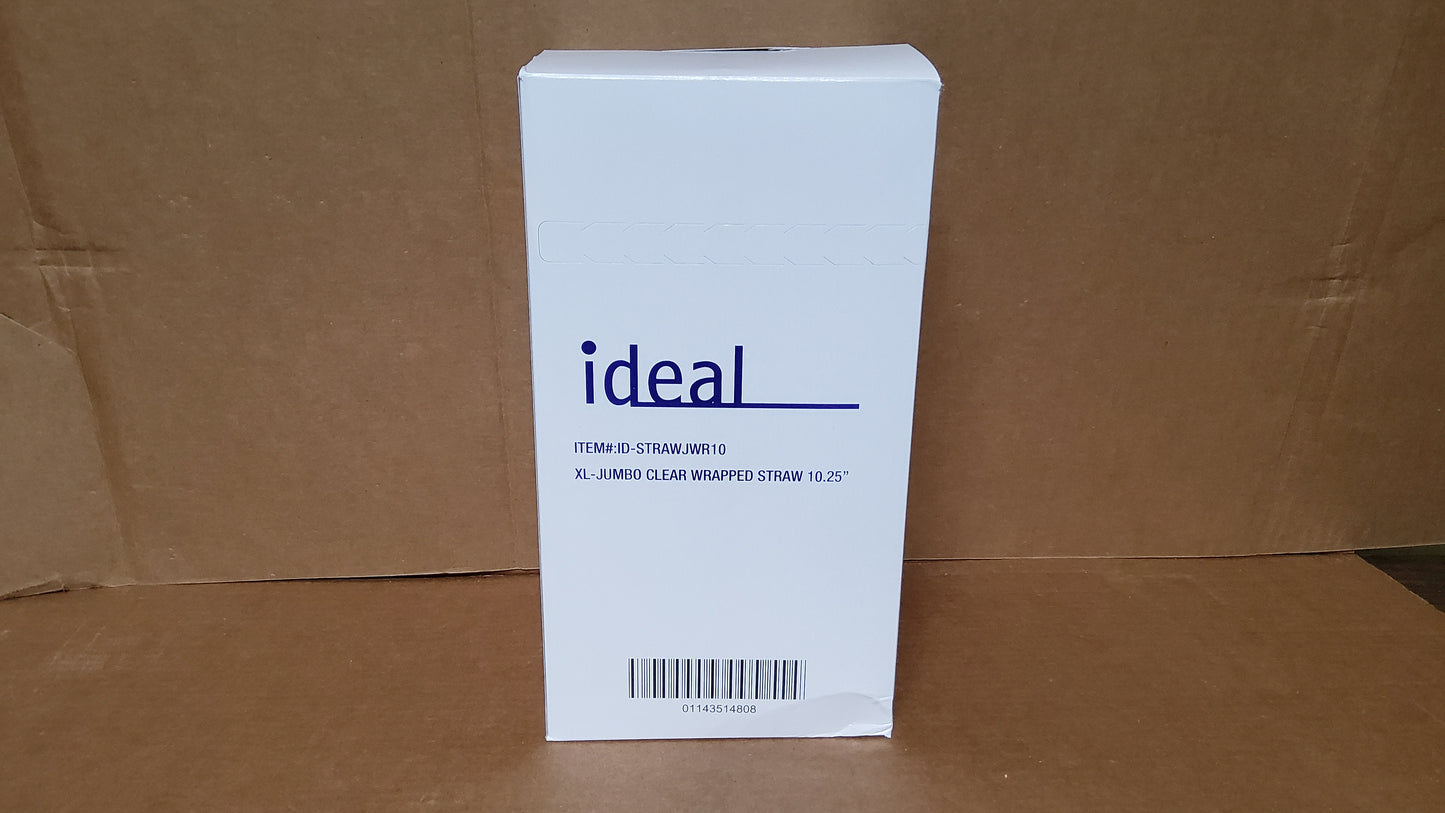 ideal
ITEM#:ID-STRAWJWR10
XL-JUMBO CLEAR WRAPPED STRAW 10.25”
01143514808